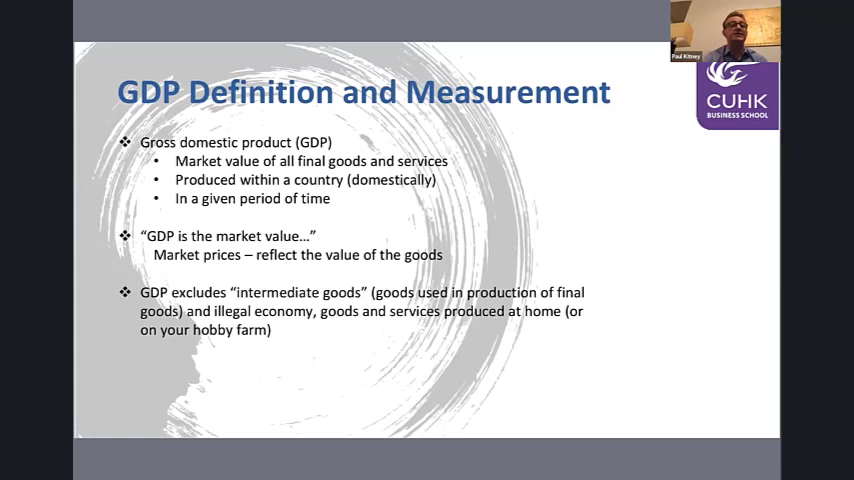 Paul Kitney
CUHK
BUSINESS SCHOOL
GDP Definition and Measurement
❖ Gross domestic product (GDP)
• Market value of all final goods and services
• Produced within a country (domestically)
• In a given period of time
❖ “GDP is the market value…”
Market prices – reflect the value of the goods
❖ GDP excludes “intermediate goods” (goods used in production of final
goods) and illegal economy, goods and services produced at home (or
on your hobby farm)